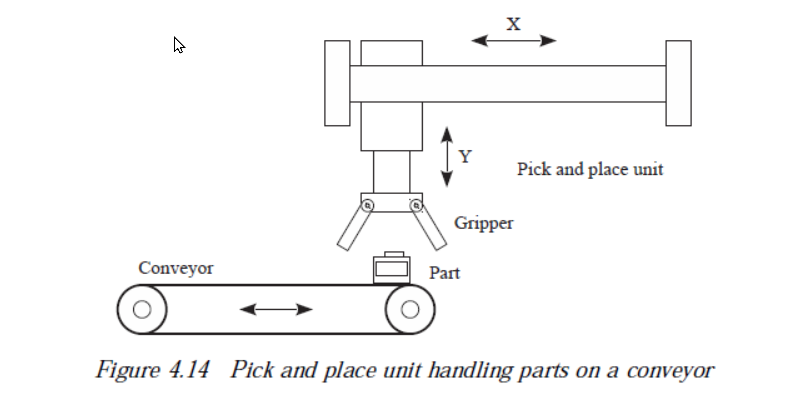 X
Y
Pick and place unit
Gripper
Conveyor
Part
Figure 4.14 Pick and place unit handling parts on a conveyor